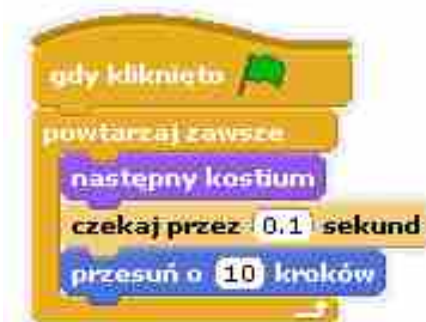 gdy kliknięto
powtarzaj zawsze
następny kostium
czekaj przez 0.1 sekund
przesuń o 10 kroków